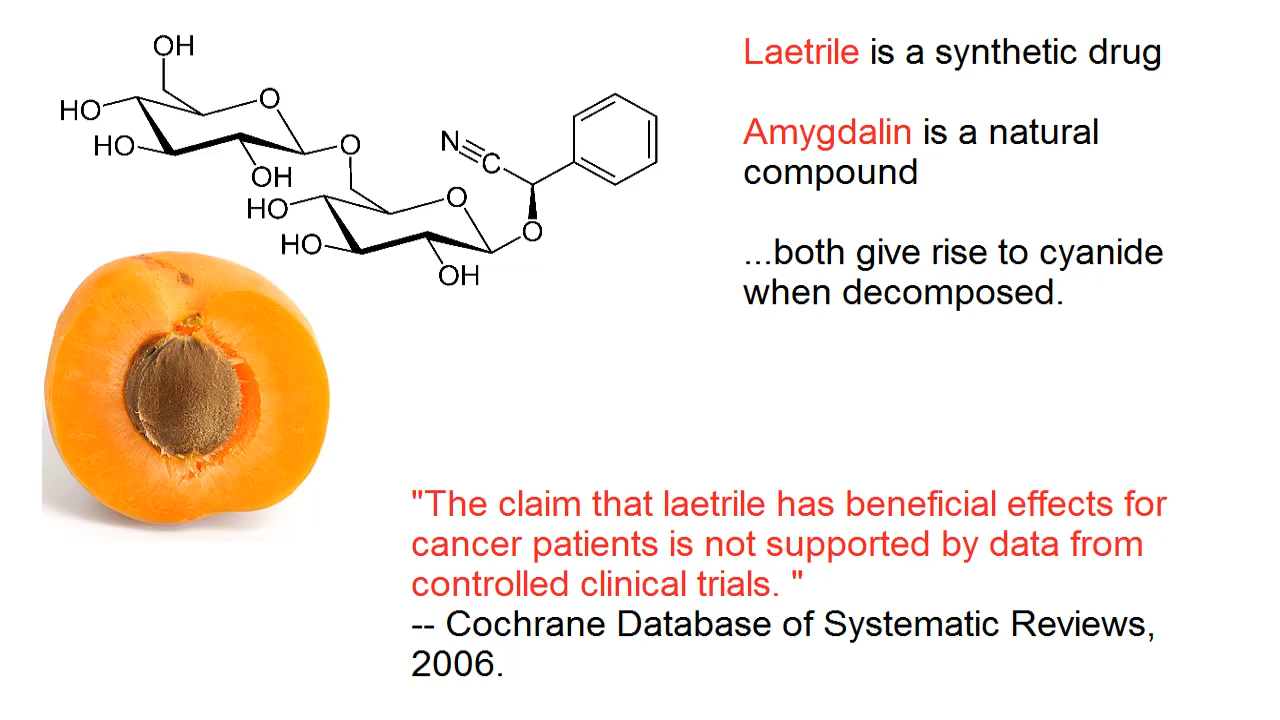 OH
O
HO
HO
O
OH
N
C
HO
O
HO
O
OH
Laetrile is a synthetic drug
Amygdalin is a natural
compound
...both give rise to cyanide
when decomposed.
"The claim that laetrile has beneficial effects for
cancer patients is not supported by data from
controlled clinical trials. "
-- Cochrane Database of Systematic Reviews,
2006.